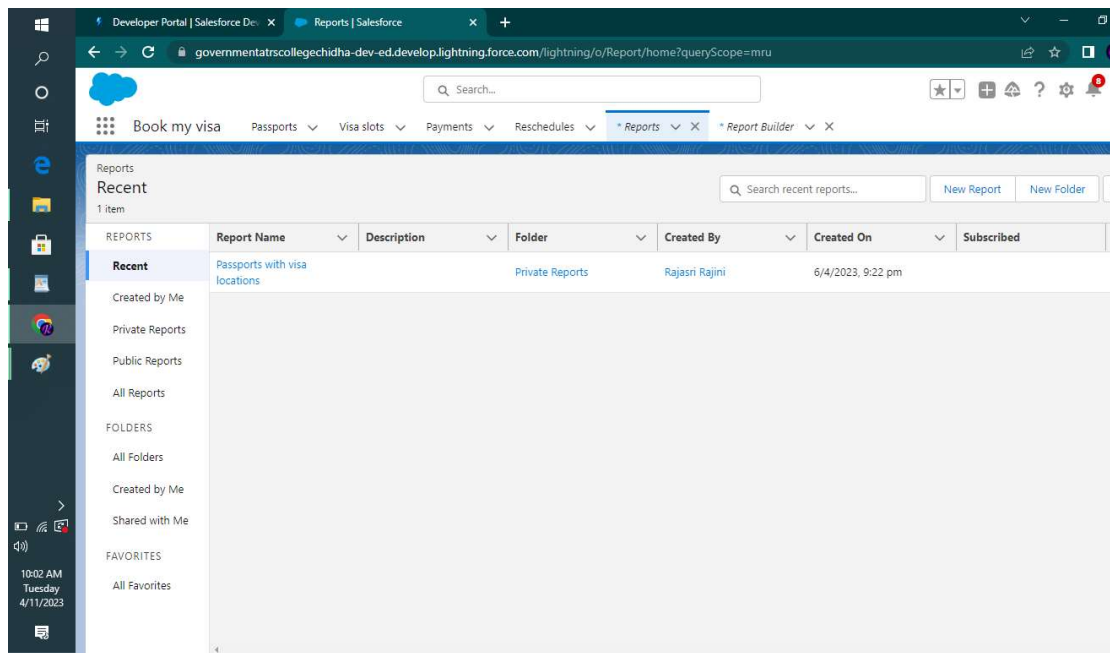 Developer Portal | Salesforce Dev
Reports | Salesforce
governmentatrscollegechidha-dev-ed.develop.lightning.force.com/lightning/o/Report/home?queryScope=mru
Search...
8
Book my visa
Passports
Visa slots
Payments
Reschedules
* Reports
* Report Builder
Reports
Recent
1 item
Search recent reports...
New Report
New Folder
REPORTS
Report Name
Description
Folder
Created By
Created On
Subscribed
Recent
Passports with visa
locations
Private Reports
Rajasri Rajini
6/4/2023, 9:22 pm
Created by Me
Private Reports
Public Reports
All Reports
FOLDERS
All Folders
Created by Me
Shared with Me
FAVORITES
All Favorites
10:02 AM
Tuesday
4/11/2023